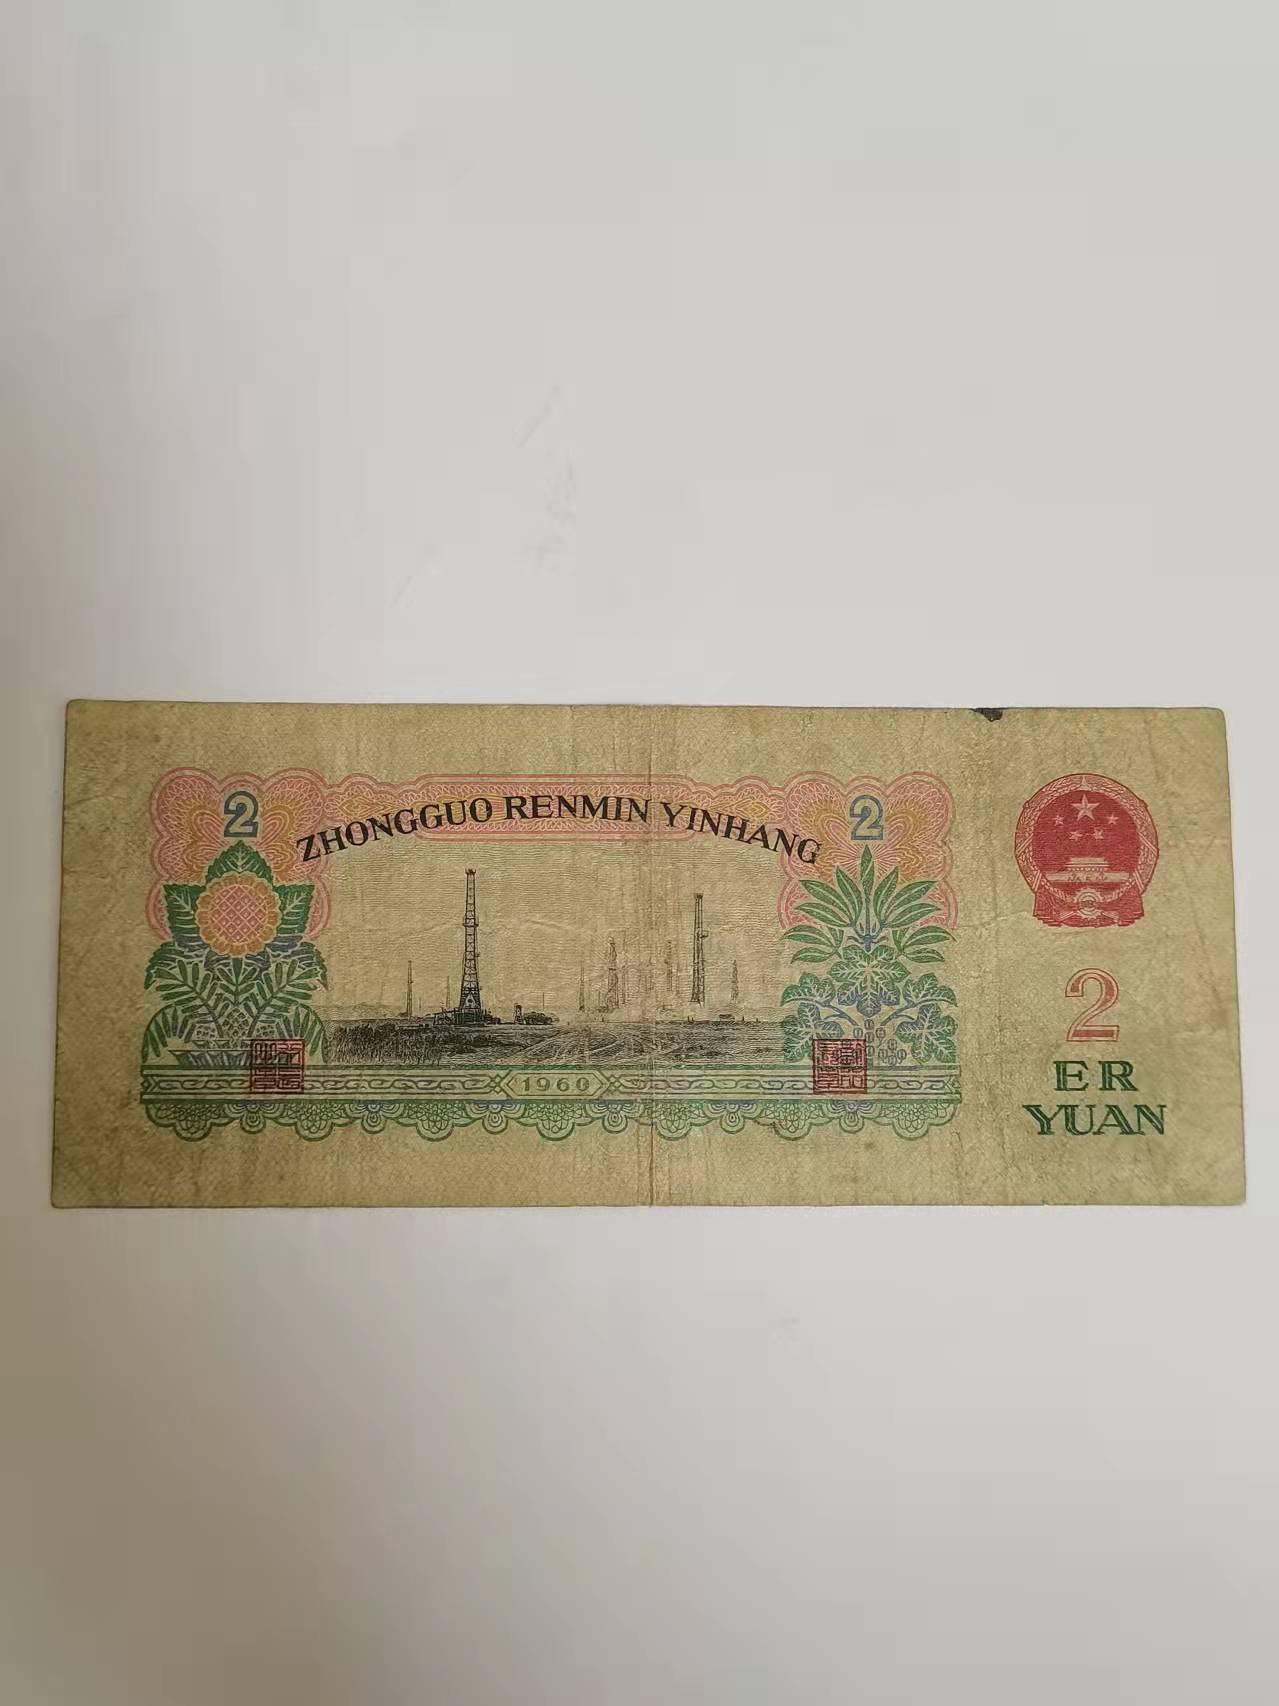 2
2
ZHONGGUO RENMIN YINHANG
1960
2
ER
YUAN